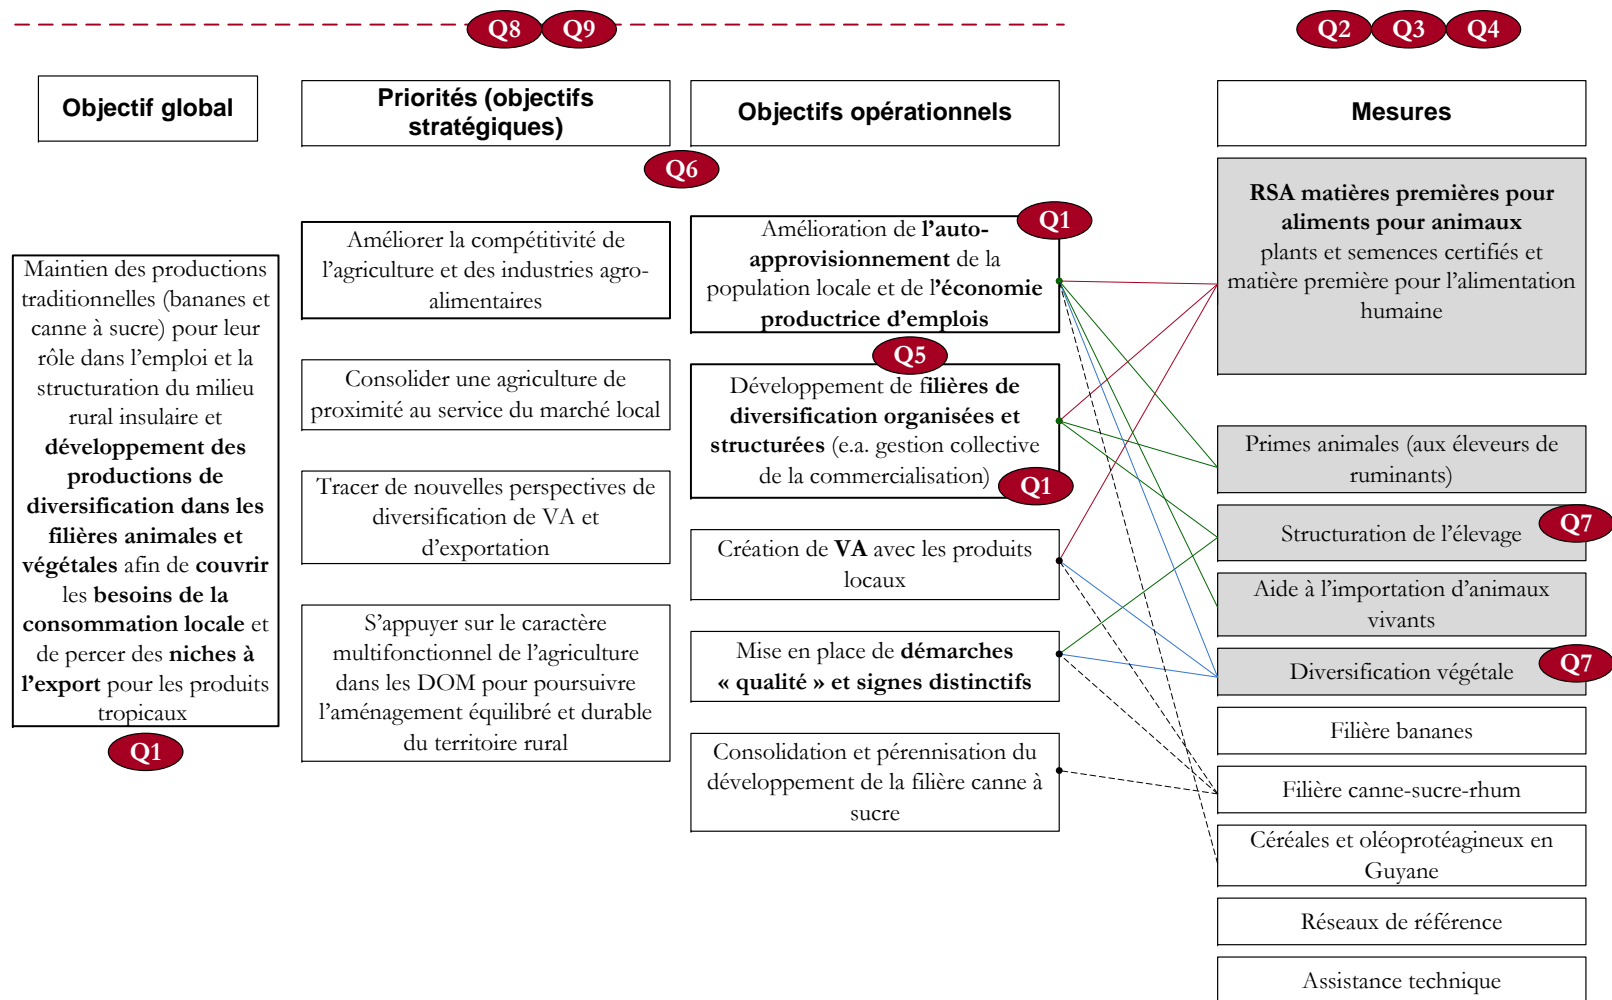 Q8
Q9
Q2
Q3
Q4
Objectif global
Priorités (objectifs
stratégiques)
Objectifs opérationnels
Mesures
Q6
Maintien des productions
traditionnelles (bananes et
canne à sucre) pour leur
rôle dans l’emploi et la
structuration du milieu
rural insulaire et
développement des
productions de
diversification dans les
filières animales et
végétales afin de couvrir
les besoins de la
consommation locale et
de percer des niches à
l’export pour les produits
tropicaux
Q1
Améliorer la compétitivité de
l’agriculture et des industries agro-
alimentaires
Consolider une agriculture de
proximité au service du marché local
Tracer de nouvelles perspectives de
diversification de VA et
d’exportation
S’appuyer sur le caractère
multifonctionnel de l’agriculture
dans les DOM pour poursuivre
l’aménagement équilibré et durable
du territoire rural
Q1
Amélioration de l’auto-
approvisionnement de la
population locale et de l’économie
productrice d’emplois
Q5
Développement de filières de
diversification organisées et
structurées (e.a. gestion collective
de la commercialisation)
Q1
Création de VA avec les produits
locaux
Mise en place de démarches
« qualité » et signes distinctifs
Consolidation et pérennisation du
développement de la filière canne à
sucre
RSA matières premières pour
aliments pour animaux
plants et semences certifiés et
matière première pour l’alimentation
humaine
Primes animales (aux éleveurs de
ruminants)
Q7
Structuration de l’élevage
Aide à l’importation d’animaux
vivants
Q7
Diversification végétale
Filière bananes
Filière canne-sucre-rhum
Céréales et oléoprotéagineux en
Guyane
Réseaux de référence
Assistance technique